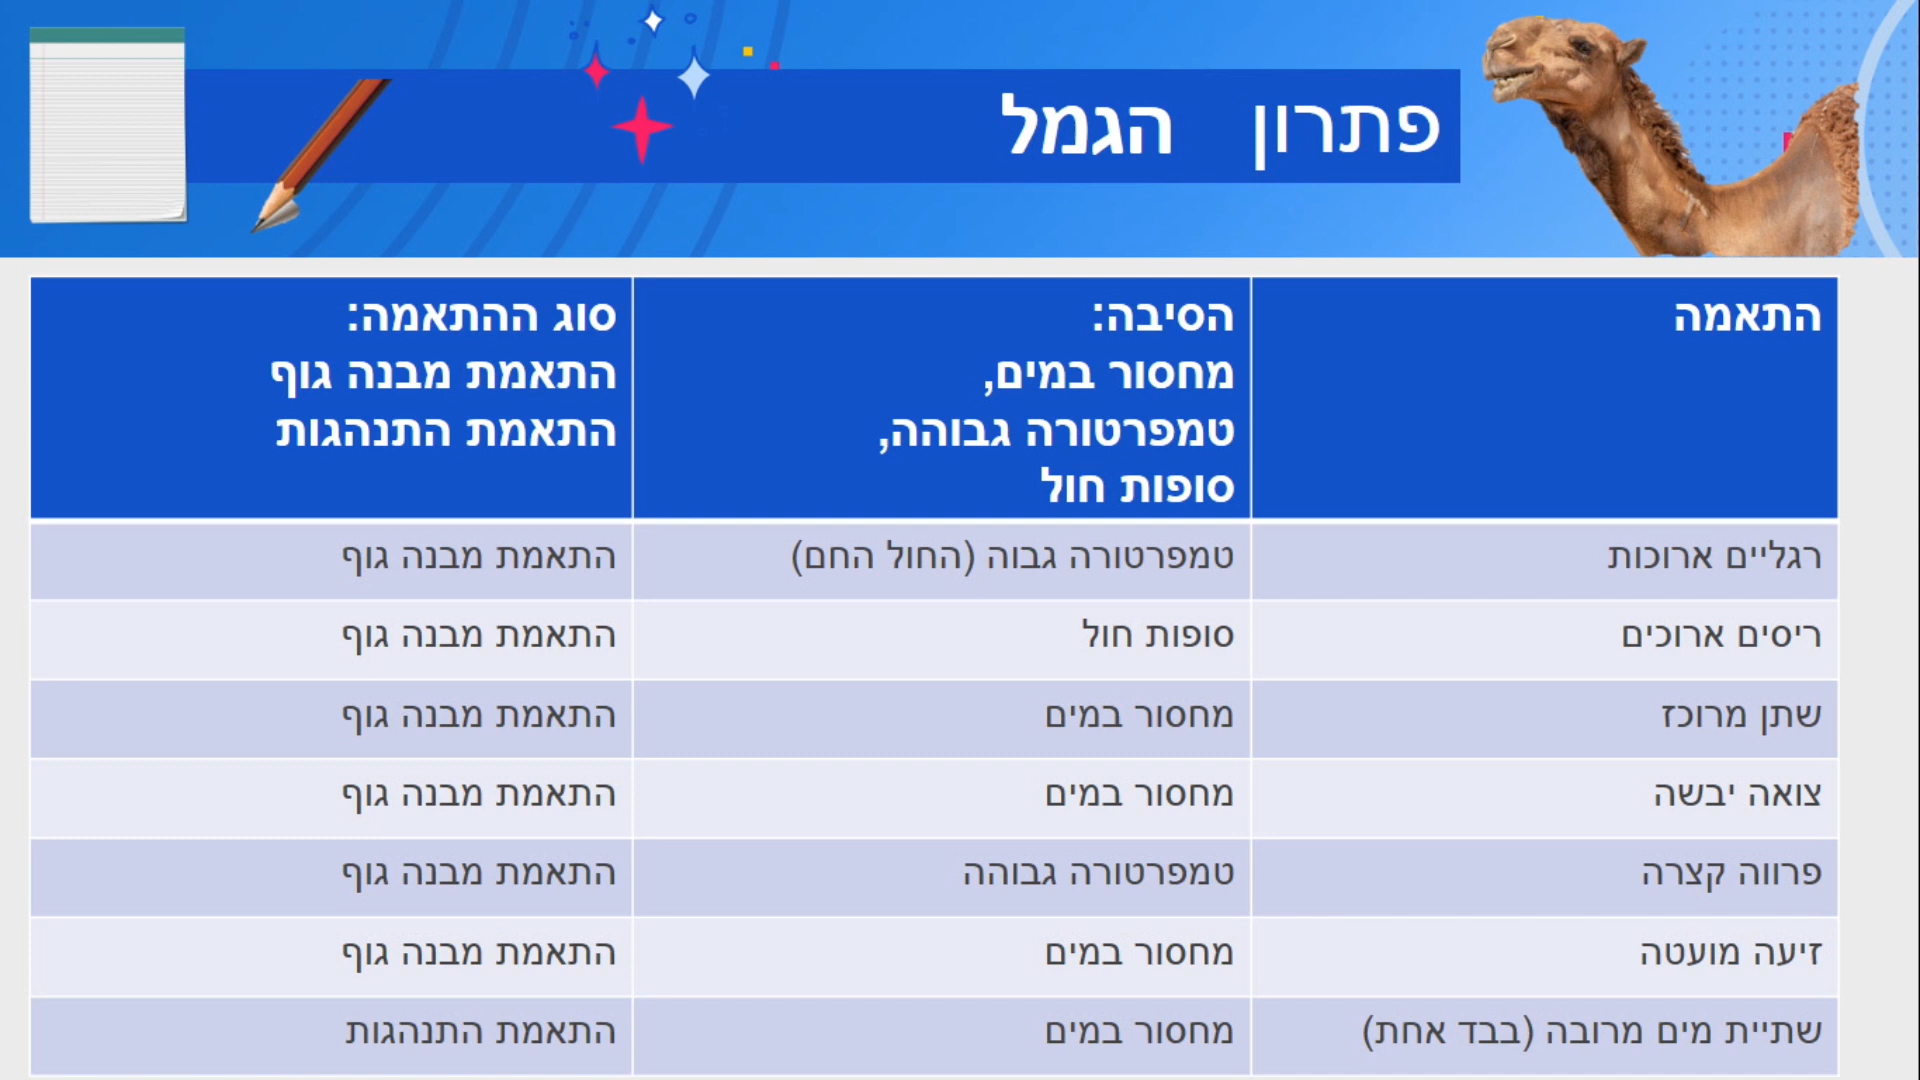 פתרון הגמל
התאמה
הסיבה:
מחסור במים,
טמפרטורה גבוהה,
סופות חול
סוג ההתאמה:
התאמת מבנה גוף
התאמת התנהגות
רגליים ארוכות
טמפרטורה גבוה (החול החם)
התאמת מבנה גוף
ריסים ארוכים
סופות חול
התאמת מבנה גוף
שתן מרוכז
מחסור במים
התאמת מבנה גוף
צואה יבשה
מחסור במים
התאמת מבנה גוף
פרווה קצרה
טמפרטורה גבוהה
התאמת מבנה גוף
זיעה מועטה
מחסור במים
התאמת מבנה גוף
שתיית מים מרובה (בבד אחת)
מחסור במים
התאמת התנהגות